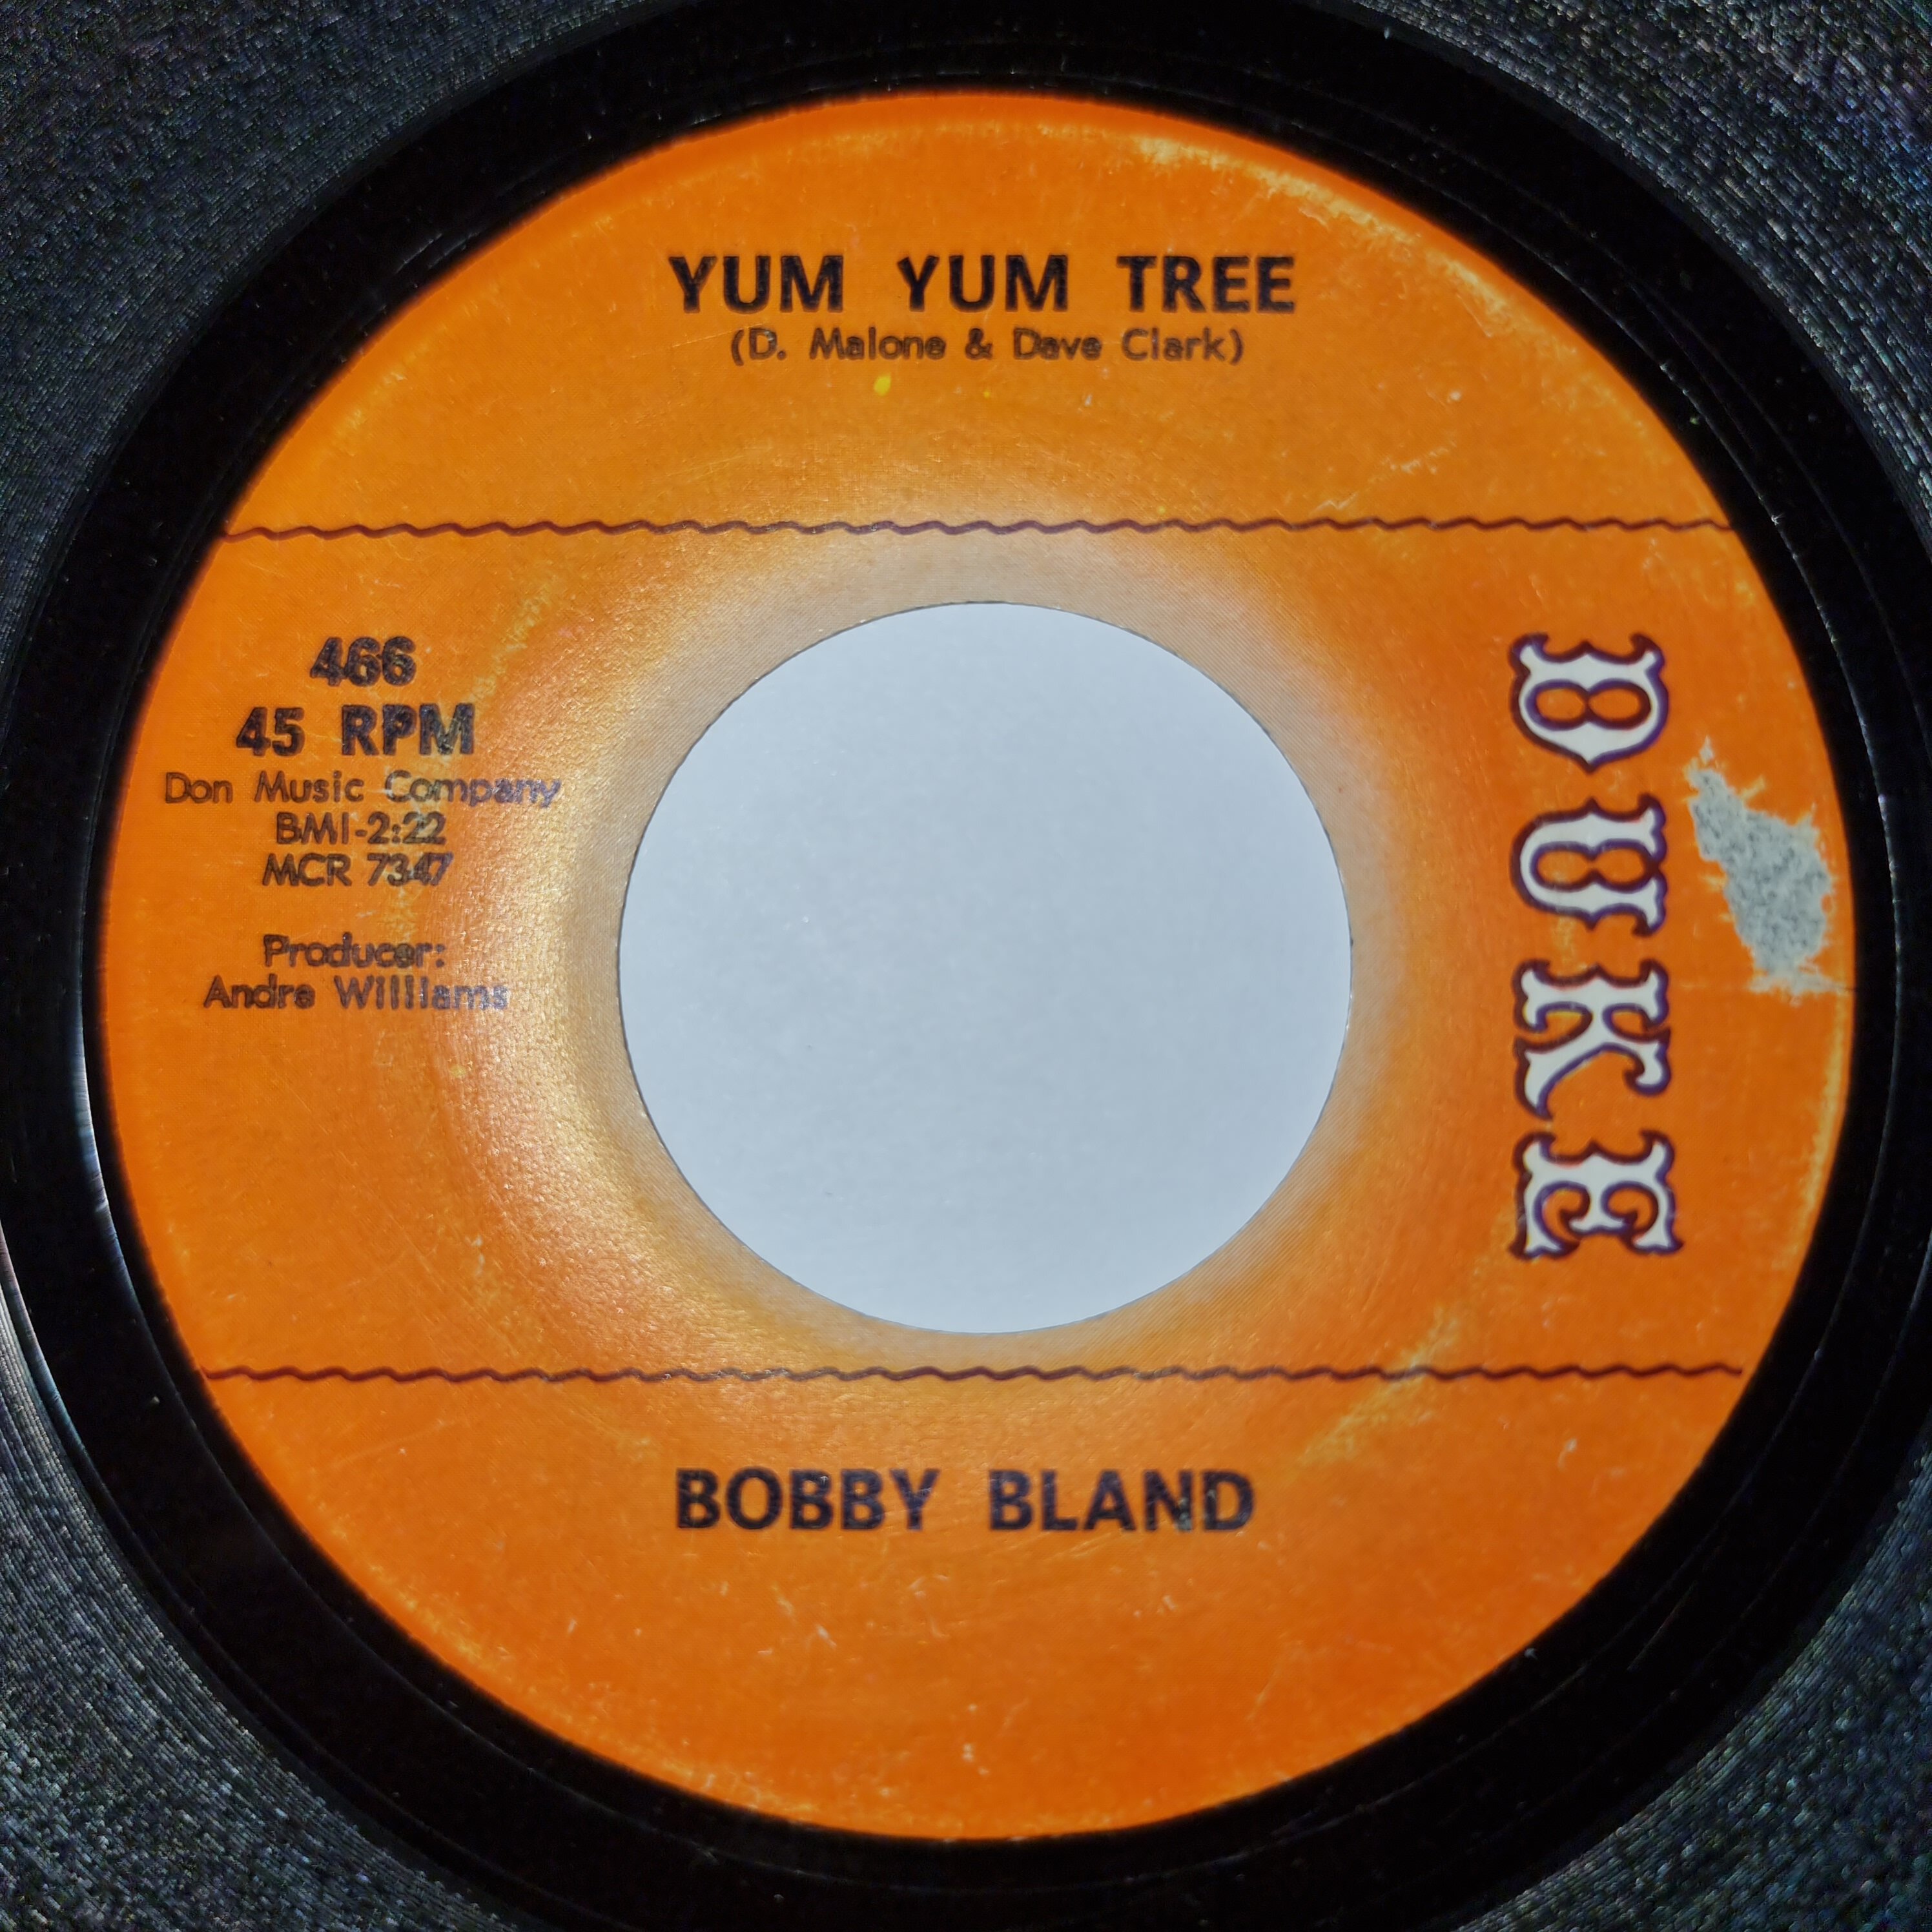 YUM YUM TREE
(D. Malone & Dave Clark)
466
45 RPM
Don Music Company
BMI-2:22
MCR 7347
Producer:
Andre Williams
DUKE
BOBBY BLAND